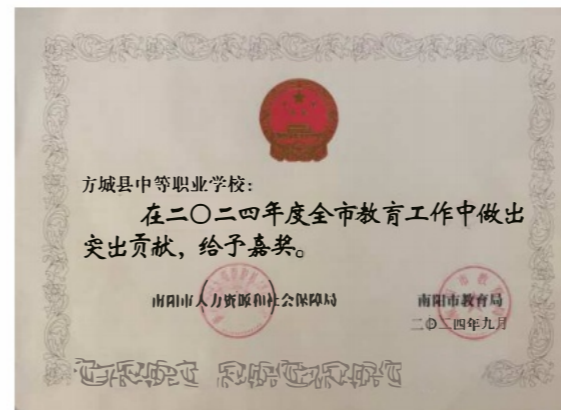 方城县中等职业学校：
在二〇二四年度全市教育工作中做出
突出贡献，给予嘉奖。
南阳市人力资源和社会保障局
南阳市教育局
二〇二四年九月